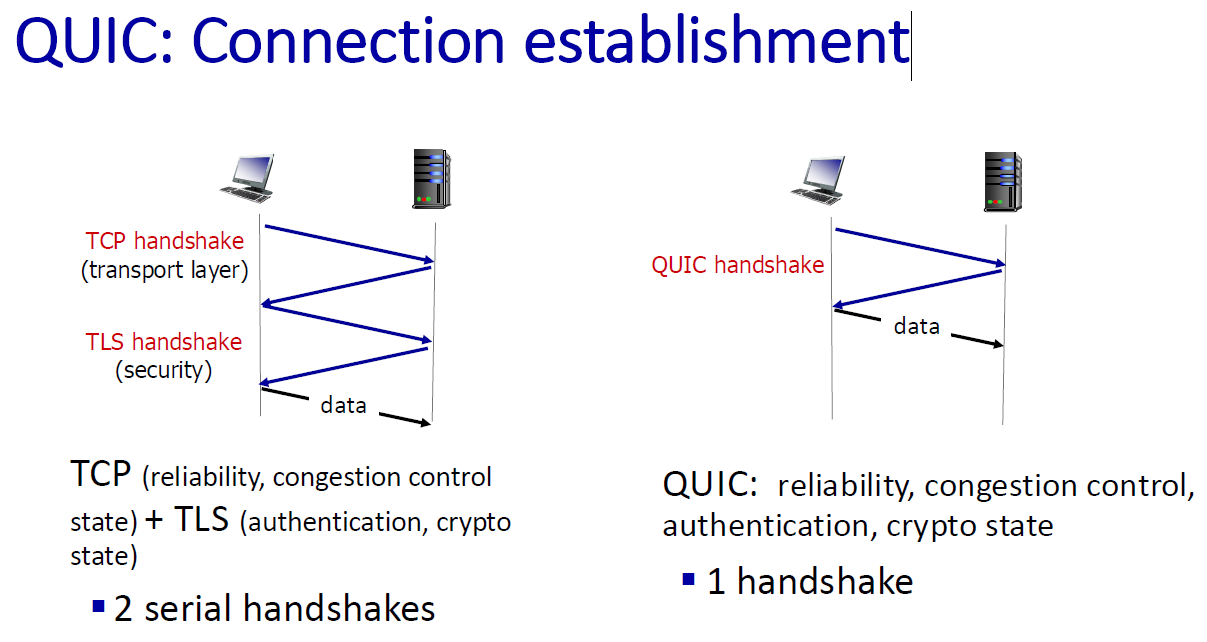 QUIC: Connection establishment
TCP handshake
(transport layer)
TLS handshake
(security)
data
TCP (reliability, congestion control
state) + TLS (authentication, crypto
state)
▪ 2 serial handshakes
QUIC handshake
data
QUIC: reliability, congestion control,
authentication, crypto state
▪ 1 handshake